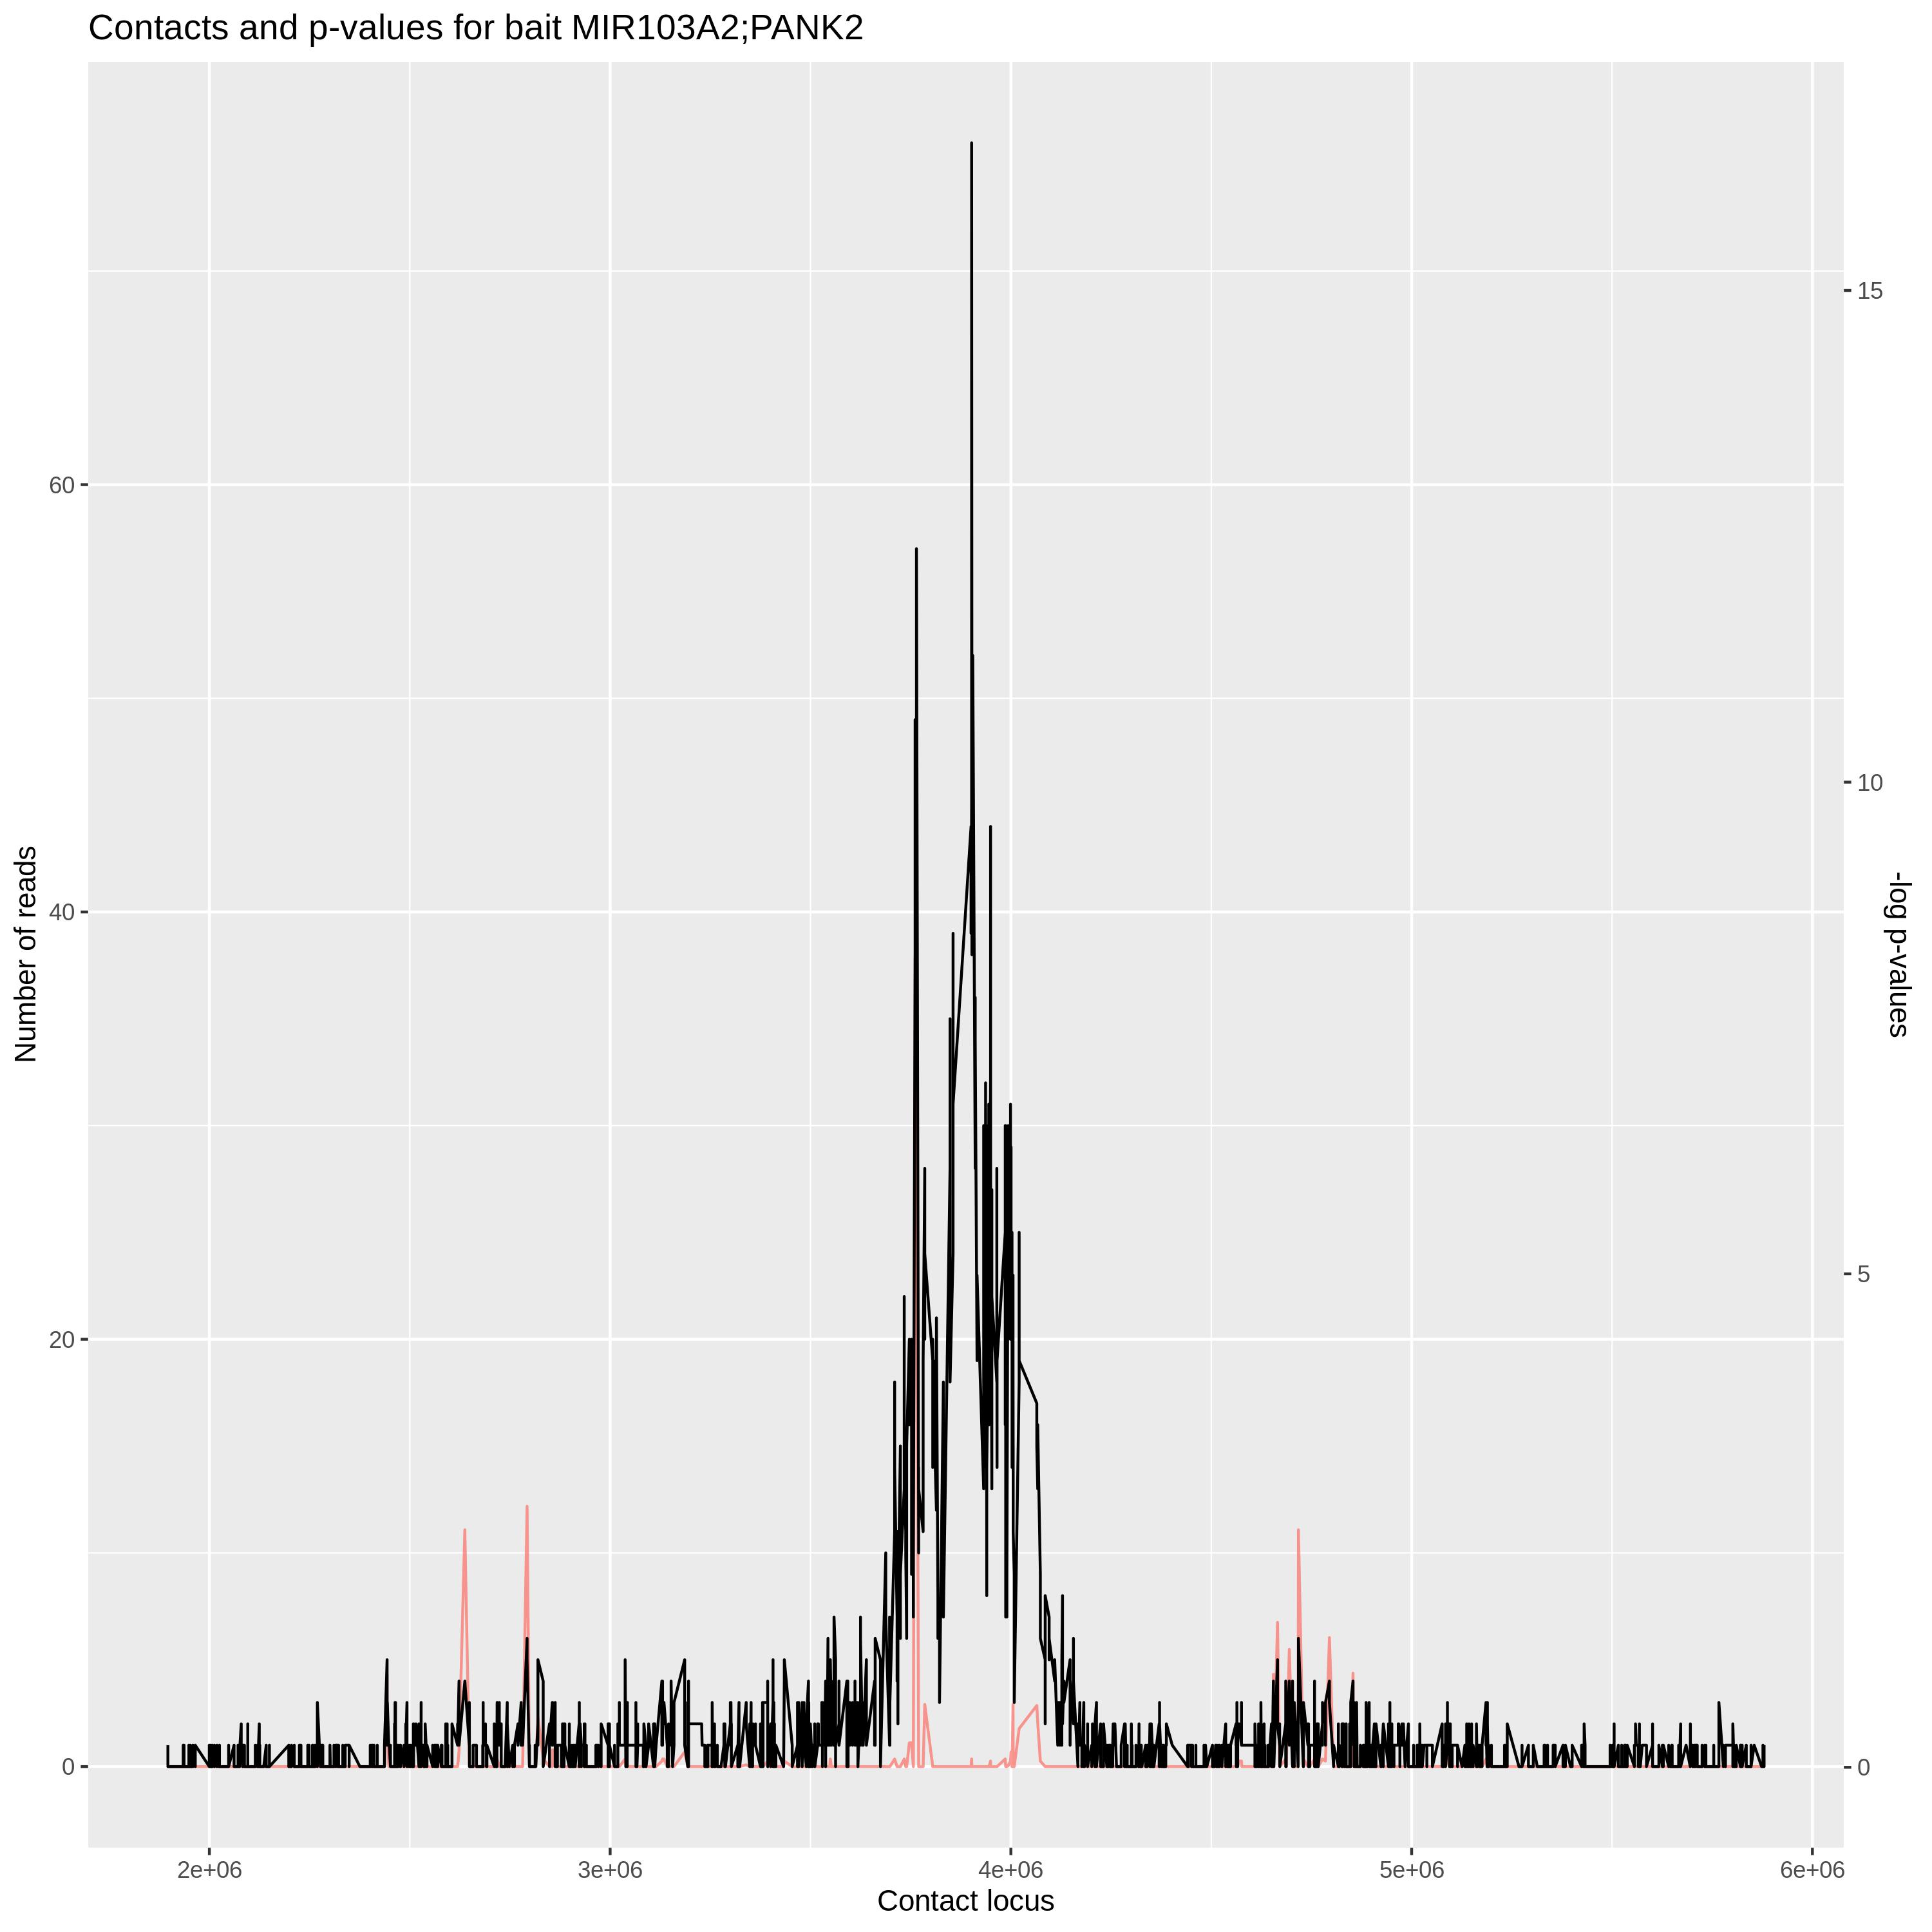 Contacts and p-values for bait MIR103A2;PANK2
Number of reads
60
40
20
0
15
10
5
0
-log p-values
2e+06
3e+06
4e+06
5e+06
6e+06
Contact locus